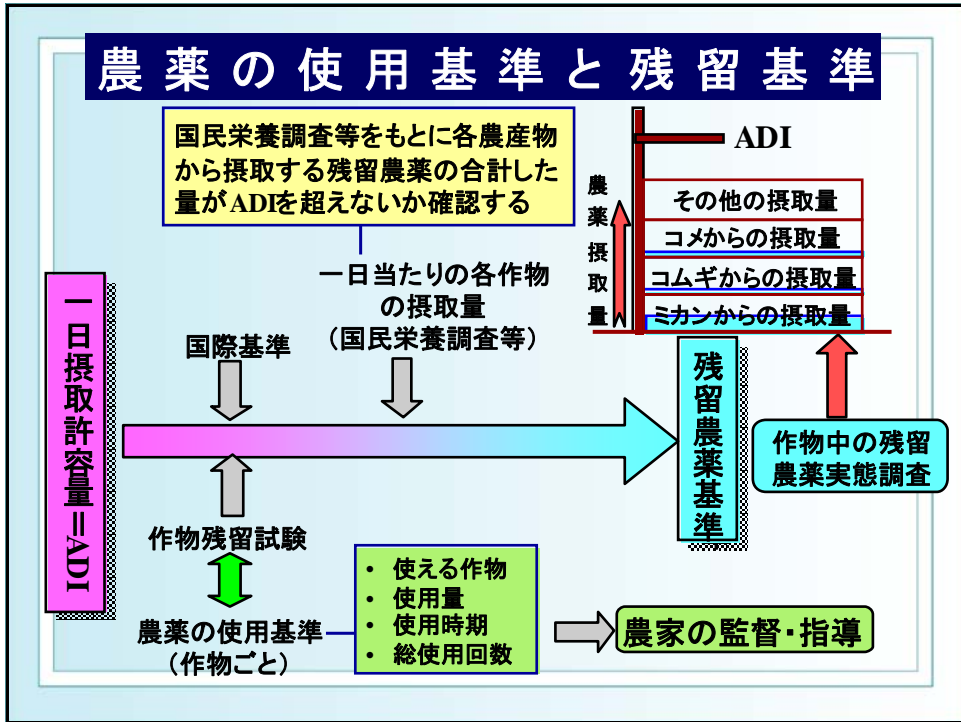 農薬の使用基準と残留基準
国民栄養調査等をもとに各農産物
から摂取する残留農薬の合計した
量がADIを超えないか確認する
ADI
農薬摂取量
その他の摂取量
コメからの摂取量
コムギからの摂取量
ミカンからの摂取量
一日当たりの各作物
の摂取量
（国民栄養調査等）
国際基準
一日摂取許容量＝ADI
残留農薬基準
作物中の残留
農薬実態調査
作物残留試験
農薬の使用基準
（作物ごと）
• 使える作物
• 使用量
• 使用時期
• 総使用回数
農家の監督・指導